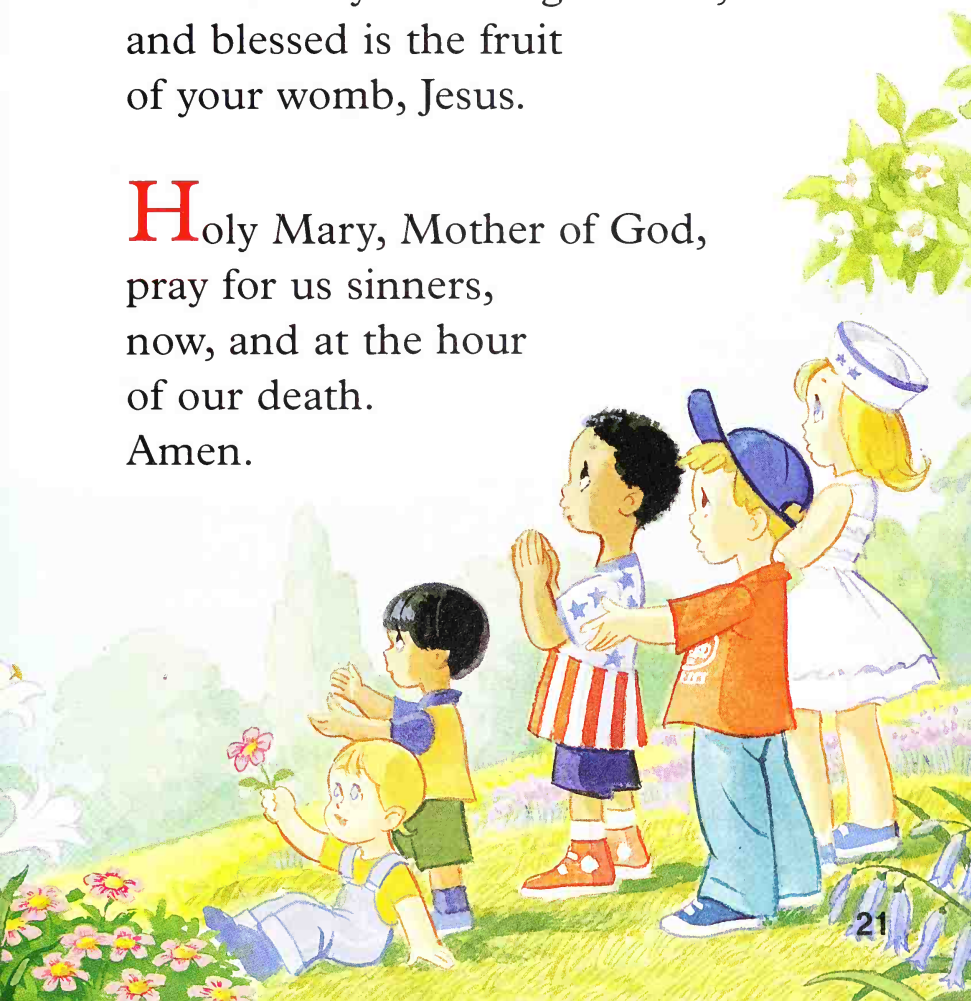 and blessed is the fruit
of your womb, Jesus.
Holy Mary, Mother of God,
pray for us sinners,
now, and at the hour
of our death.
Amen.
21